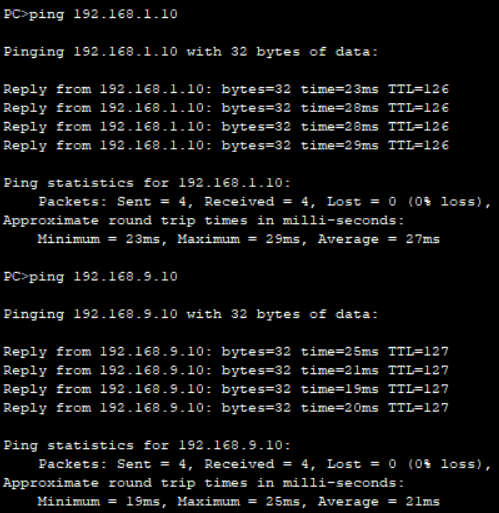 PC>ping 192.168.1.10
Pinging 192.168.1.10 with 32 bytes of data:
Reply from 192.168.1.10: bytes=32 time=23ms TTL=126
Reply from 192.168.1.10: bytes=32 time=28ms TTL=126
Reply from 192.168.1.10: bytes=32 time=28ms TTL=126
Reply from 192.168.1.10: bytes=32 time=29ms TTL=126
Ping statistics for 192.168.1.10:
Packets: Sent = 4, Received = 4, Lost = 0 (0% loss),
Approximate round trip times in milli-seconds:
Minimum = 23ms, Maximum = 29ms, Average = 27ms
PC>ping 192.168.9.10
Pinging 192.168.9.10 with 32 bytes of data:
Reply from 192.168.9.10: bytes=32 time=25ms TTL=127
Reply from 192.168.9.10: bytes=32 time=21ms TTL=127
Reply from 192.168.9.10: bytes=32 time=19ms TTL=127
Reply from 192.168.9.10: bytes=32 time=20ms TTL=127
Ping statistics for 192.168.9.10:
Packets: Sent = 4, Received = 4, Lost = 0 (0% loss),
Approximate round trip times in milli-seconds:
Minimum = 19ms, Maximum = 25ms, Average = 21ms